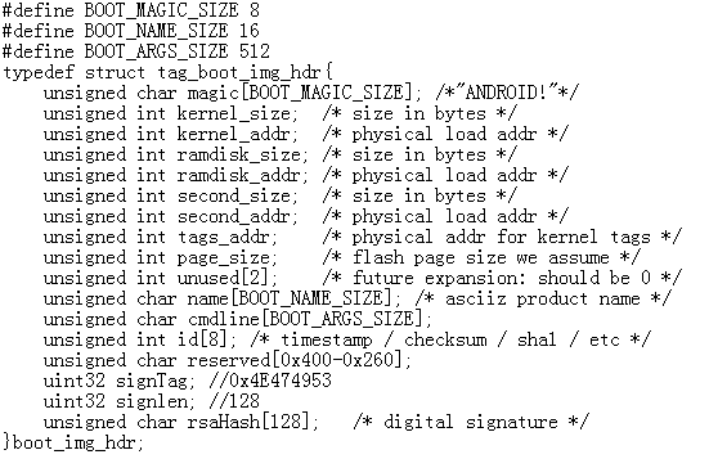 #define BOOT_MAGIC_SIZE 8
#define BOOT_NAME_SIZE 16
#define BOOT_ARGS_SIZE 512
typedef struct tag_boot_img_hdr{
    unsigned char magic[BOOT_MAGIC_SIZE]; /*"ANDROID!"*/
    unsigned int kernel_size;  /* size in bytes */
    unsigned int kernel_addr;  /* physical load addr */
    unsigned int ramdisk_size; /* size in bytes */
    unsigned int ramdisk_addr; /* physical load addr */
    unsigned int second_size;  /* size in bytes */
    unsigned int second_addr;  /* physical load addr */
    unsigned int tags_addr;    /* physical addr for kernel tags */
    unsigned int page_size;    /* flash page size we assume */
    unsigned int unused[2];    /* future expansion: should be 0 */
    unsigned char name[BOOT_NAME_SIZE]; /* asciiz product name */
    unsigned char cmdline[BOOT_ARGS_SIZE];
    unsigned int id[8]; /* timestamp / checksum / sha1 / etc */
    unsigned char reserved[0x400-0x260];
    uint32 signTag; //0x4E474953
    uint32 signlen; //128
    unsigned char rsaHash[128];   /* digital signature */
}boot_img_hdr;